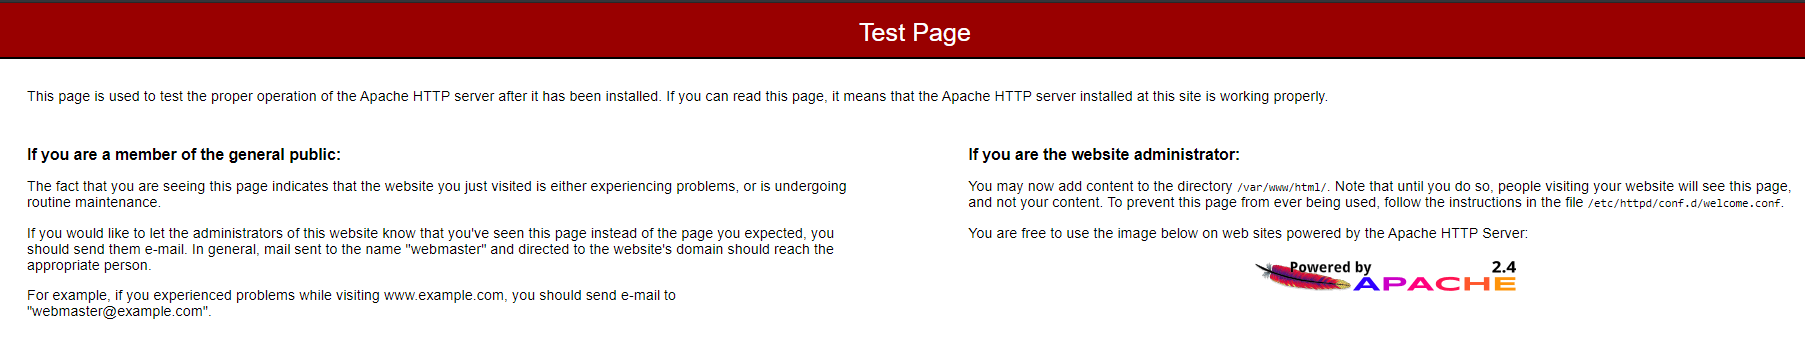 Test Page
This page is used to test the proper operation of the Apache HTTP server after it has been installed. If you can read this page, it means that the Apache HTTP server installed at this site is working properly.
If you are a member of the general public:
The fact that you are seeing this page indicates that the website you just visited is either experiencing problems, or is undergoing
routine maintenance.
If you would like to let the administrators of this website know that you've seen this page instead of the page you expected, you
should send them e-mail. In general, mail sent to the name "webmaster" and directed to the website's domain should reach the
appropriate person.
For example, if you experienced problems while visiting www.example.com, you should send e-mail to
"webmaster@example.com".
If you are the website administrator:
You may now add content to the directory /var/www/html/. Note that until you do so, people visiting your website will see this page,
and not your content. To prevent this page from ever being used, follow the instructions in the file /etc/httpd/conf.d/welcome.conf.
You are free to use the image below on web sites powered by the Apache HTTP Server:
Powered by 2.4
APACHE